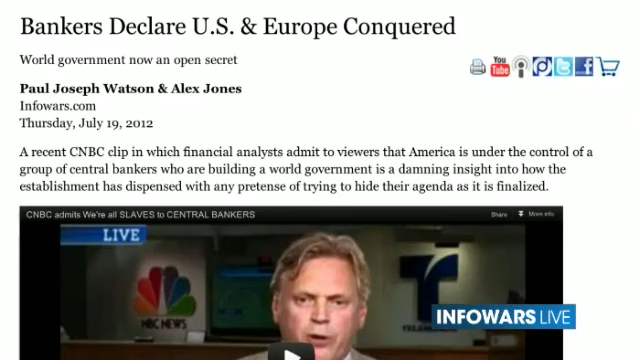 Bankers Declare U.S. & Europe Conquered
World government now an open secret
You
Tube
Paul Joseph Watson & Alex Jones
Infowars.com
Thursday, July 19, 2012
A recent CNBC clip in which financial analysts admit to viewers that America is under the control of a
group of central bankers who are building a world government is a damning insight into how the
establishment has dispensed with any pretense of trying to hide their agenda as it is finalized.
CNBC admits We're all SLAVES to CENTRAL BANKERS
Share
More info
LIVE
NBC NEWS
INFOWARS LIVE